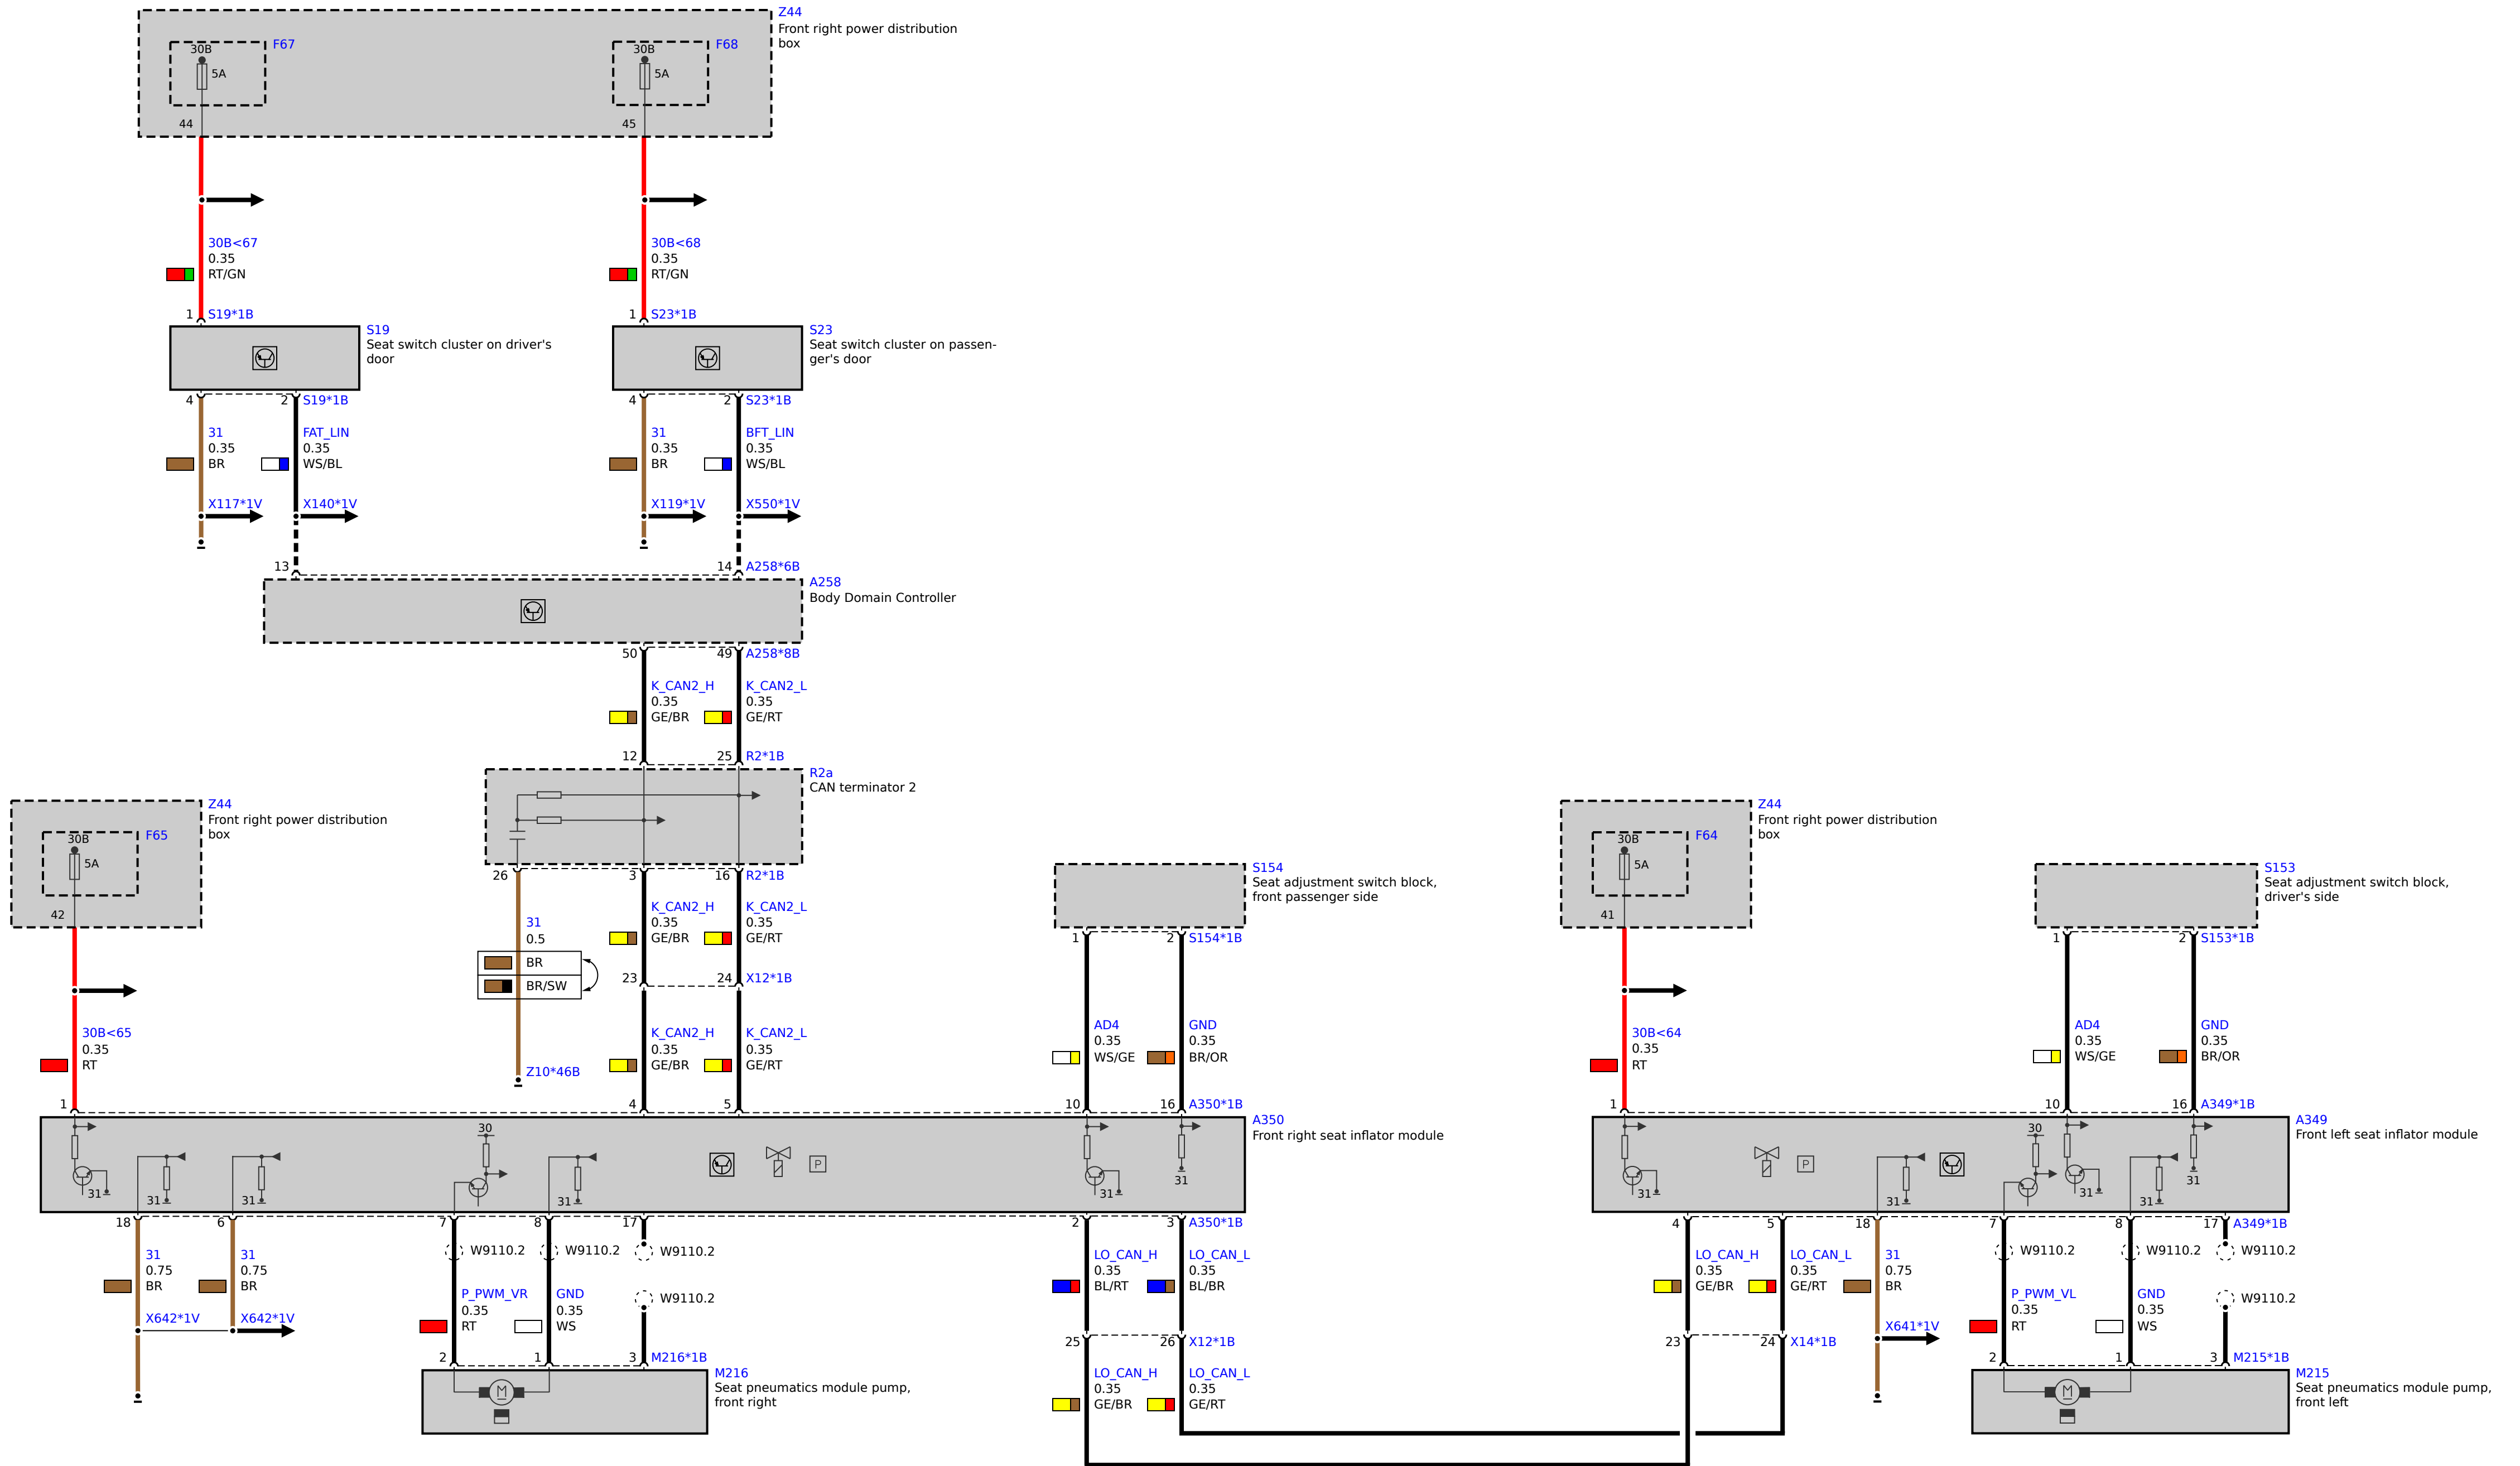 Z44
Front right power distribution
box
30B
F67
5A
44
30B
F68
5A
45
30B<67
0.35
RT/GN
30B<68
0.35
RT/GN
1
S19*1B
1
S23*1B
S19
Seat switch cluster on driver's
door
S23
Seat switch cluster on passen-
ger's door
4
2
S19*1B
4
2
S23*1B
31
0.35
BR
FAT_LIN
0.35
WS/BL
31
0.35
BR
BFT_LIN
0.35
WS/BL
X117*1V
X140*1V
X119*1V
X550*1V
13
14
A258*6B
A258
Body Domain Controller
50
49
A258*8B
K_CAN2_H
0.35
GE/BR
K_CAN2_L
0.35
GE/RT
12
25
R2*1B
R2a
CAN terminator 2
Z44
Front right power distribution
box
30B
F65
5A
42
Z44
Front right power distribution
box
30B
F64
5A
41
26
3
16
R2*1B
S154
Seat adjustment switch block,
front passenger side
S153
Seat adjustment switch block,
driver's side
31
0.5
BR
BR/SW
K_CAN2_H
0.35
GE/BR
K_CAN2_L
0.35
GE/RT
1
2
S154*1B
1
2
S153*1B
23
24
X12*1B
30B<65
0.35
RT
K_CAN2_H
0.35
GE/BR
K_CAN2_L
0.35
GE/RT
AD4
0.35
WS/GE
GND
0.35
BR/OR
30B<64
0.35
RT
AD4
0.35
WS/GE
GND
0.35
BR/OR
Z10*46B
1
4
5
10
16
A350*1B
1
10
16
A349*1B
A350
Front right seat inflator module
A349
Front left seat inflator module
30
P
31
31
31
31
31
31
30
P
31
31
31
31
31
18
6
7
8
17
2
3
A350*1B
4
5
18
7
8
17
A349*1B
31
0.75
BR
31
0.75
BR
W9110.2
W9110.2
W9110.2
W9110.2
LO_CAN_H
0.35
BL/RT
LO_CAN_L
0.35
BL/BR
LO_CAN_H
0.35
GE/BR
LO_CAN_L
0.35
GE/RT
31
0.75
BR
W9110.2
W9110.2
W9110.2
W9110.2
P_PWM_VR
0.35
RT
GND
0.35
WS
P_PWM_VL
0.35
RT
GND
0.35
WS
X642*1V
X642*1V
X641*1V
25
26
X12*1B
23
24
X14*1B
2
1
3
M216*1B
2
1
3
M215*1B
M
M216
Seat pneumatics module pump,
front right
LO_CAN_H
0.35
GE/BR
LO_CAN_L
0.35
GE/RT
M
M215
Seat pneumatics module pump,
front left